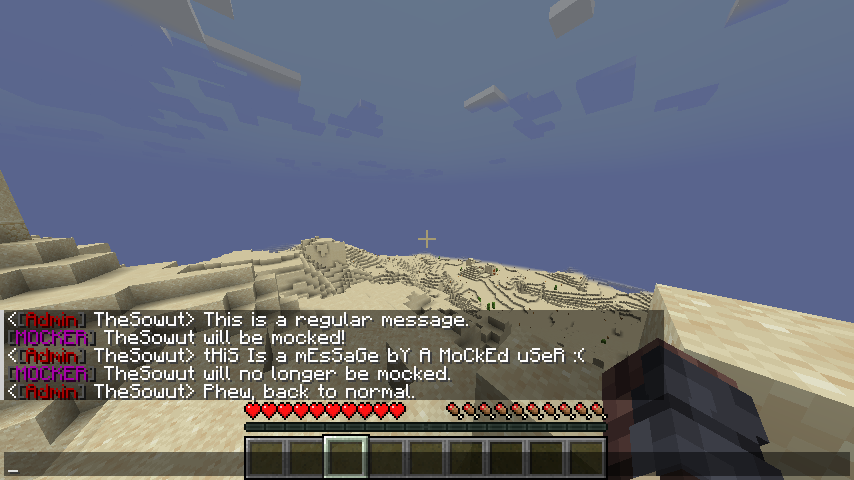 <[Admin] TheSowut> This is a regular message.
[MOCKER] TheSowut will be mocked!
<[Admin] TheSowut> tHiS Is a mEsSaGe bY A MoCkEd uSeR :(
[MOCKER] TheSowut will no longer be mocked.
<[Admin] TheSowut> Phew, back to normal.
_